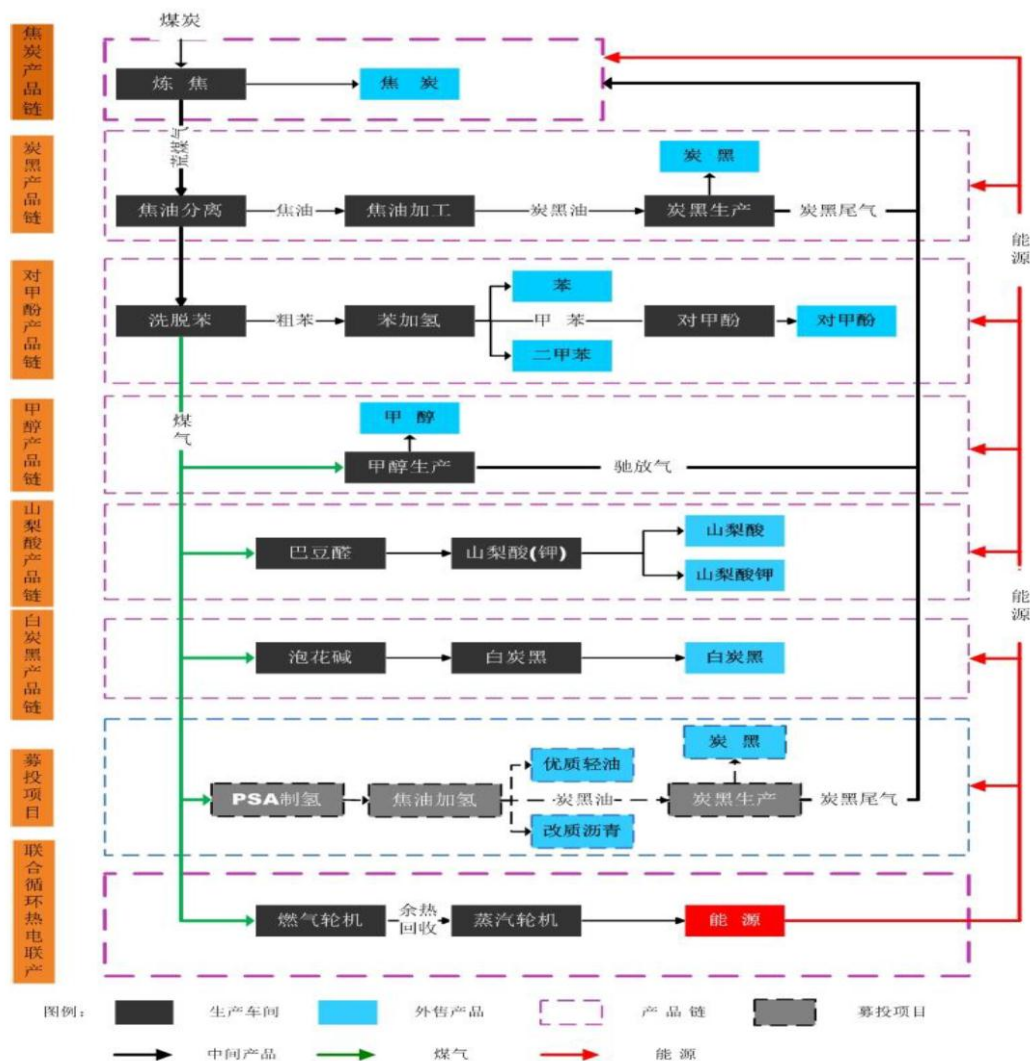 煤炭
焦炭产品链
炼 焦
焦 炭
荒煤气
炭黑产品链
炭 黑
焦油分离
焦油
焦油加工
炭黑油
炭黑生产
炭黑尾气
能源
对甲酚产品链
苯
洗脱苯
粗苯
苯加氢
甲 苯
对甲酚
对甲酚
二甲苯
甲醇产品链
煤气
甲 醇
甲醇生产
驰放气
山梨酸产品链
山梨酸
巴豆醛
山梨酸(钾)
山梨酸钾
能源
白炭黑产品链
泡花碱
白炭黑
白炭黑
募投项目
炭 黑
优质轻油
PSA制氢
焦油加氢
炭黑油
炭黑生产
炭黑尾气
改质沥青
联合循环热电联产
燃气轮机
余热
回收
蒸汽轮机
能 源
图例：
生产车间
外售产品
产品链
募投项目
中间产品
煤气
能 源